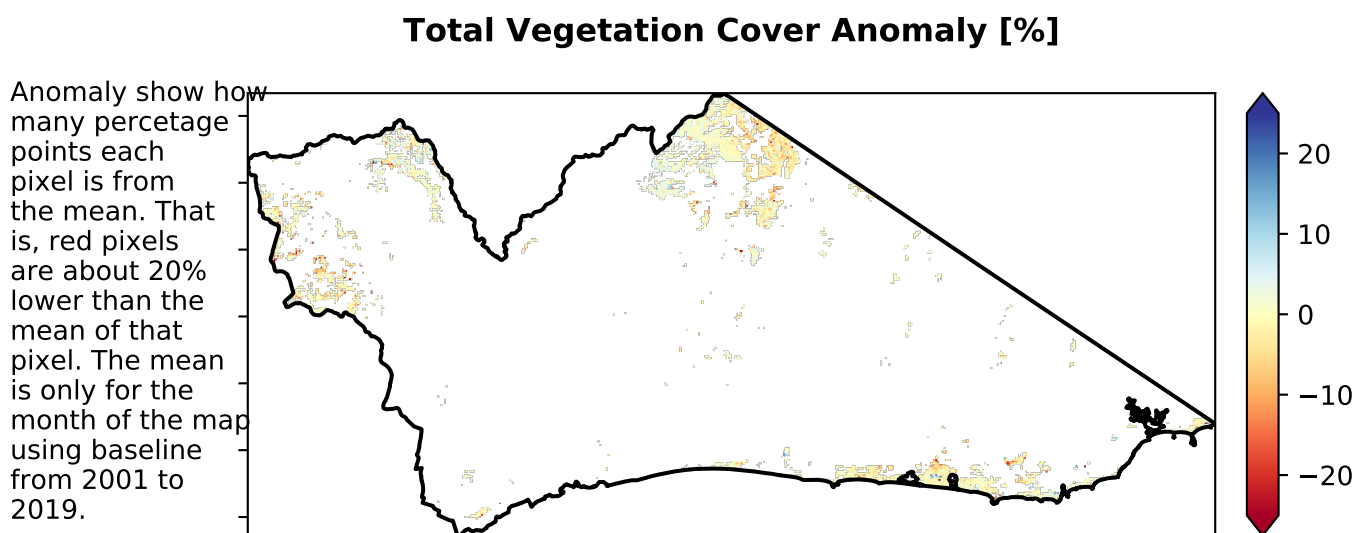 Total Vegetation Cover Anomaly [%]
Anomaly show how
many percetage
points each
pixel is from
the mean. That
is, red pixels
are about 20%
lower than the
mean of that
pixel. The mean
is only for the
month of the map
using baseline
from 2001 to
2019.
20
10
0
−10
−20